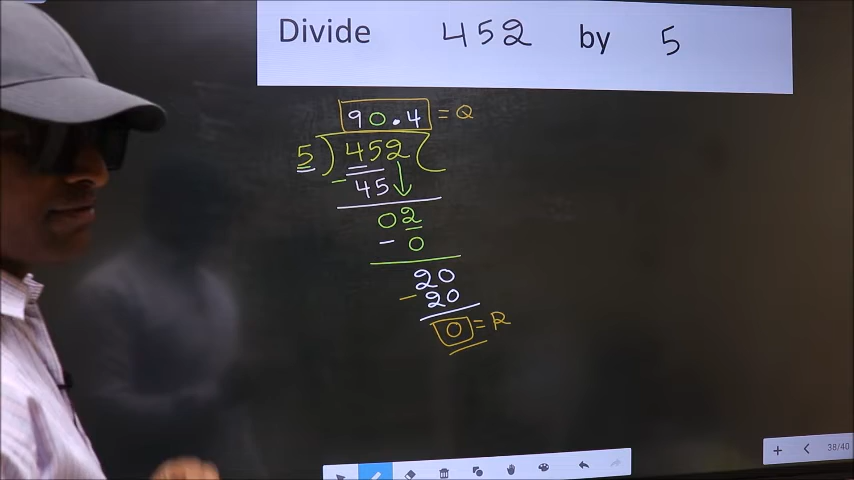 Divide 452 by 5
90.4 = Q
5 ) 452 (
- 45
02
- 0
20
- 20
0 = R
38/40